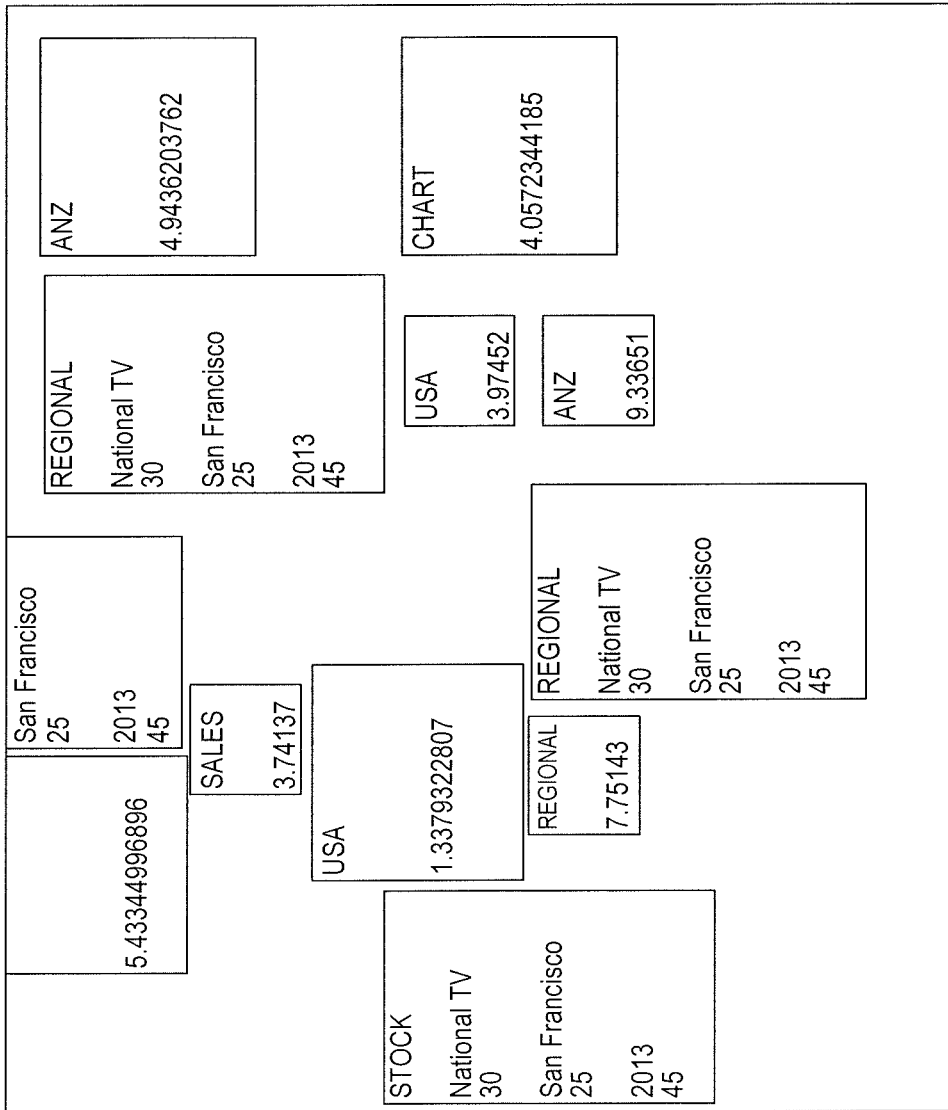 5.4334996896
San Francisco
25
2013
45
SALES
3.74137
REGIONAL
National TV
30
San Francisco
25
2013
45
ANZ
4.9436203762
USA
1.3379322807
STOCK
National TV
30
San Francisco
25
2013
45
USA
3.97452
CHART
4.0572344185
REGIONAL
7.75143
REGIONAL
National TV
30
San Francisco
25
2013
45
ANZ
9.33651